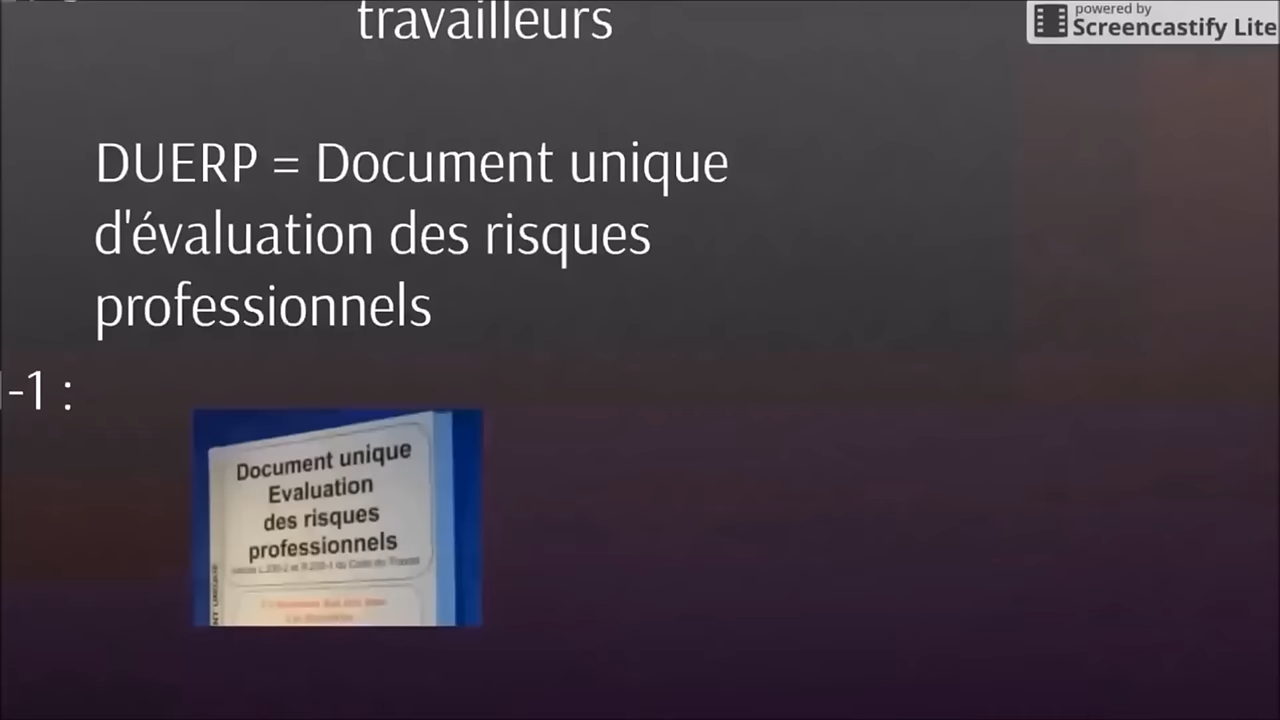 travailleurs
powered by
Screencastify Lite
DUERP = Document unique
d'évaluation des risques
professionnels
-1 :
Document unique
Evaluation
des risques
professionnels